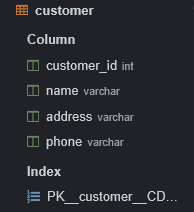 customer
Column
customer_id int
name varchar
address varchar
phone varchar
Index
PK__customer__CD...